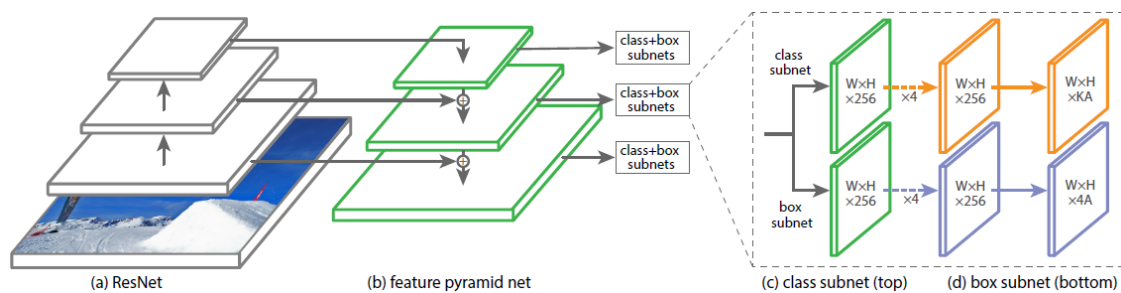 class+box
subnets
class+box
subnets
class+box
subnets
class
subnet
W×H
×256
×4
W×H
×256
W×H
×KA
W×H
×256
×4
W×H
×256
W×H
×4A
box
subnet
(a) ResNet
(b) feature pyramid net
(c) class subnet (top)
(d) box subnet (bottom)